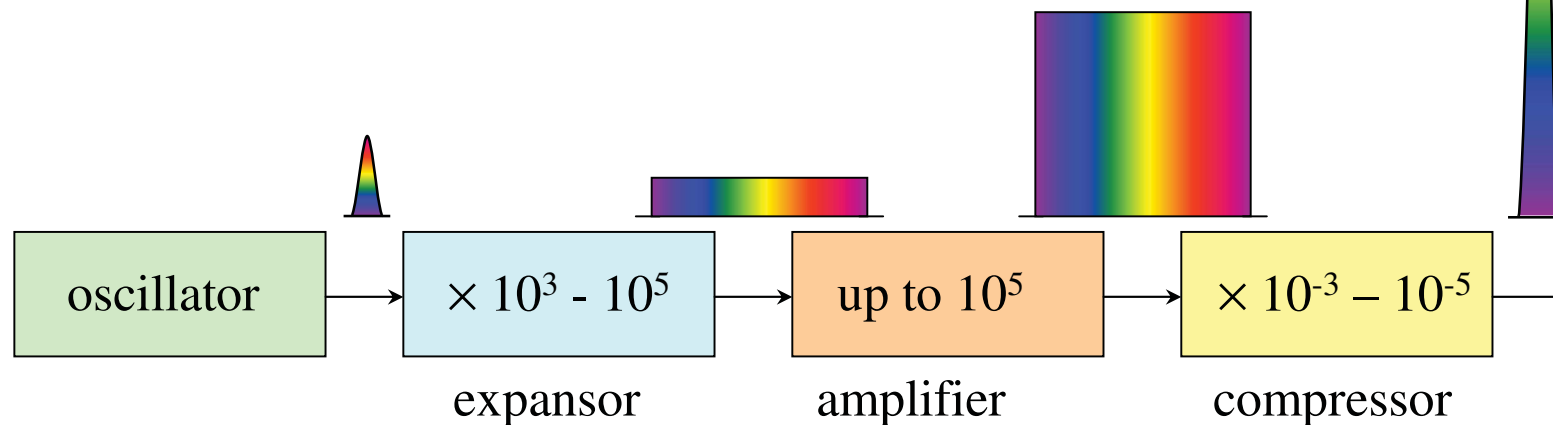 oscillator
× 10³ - 10⁵
up to 10⁵
× 10⁻³ – 10⁻⁵
expansor
amplifier
compressor